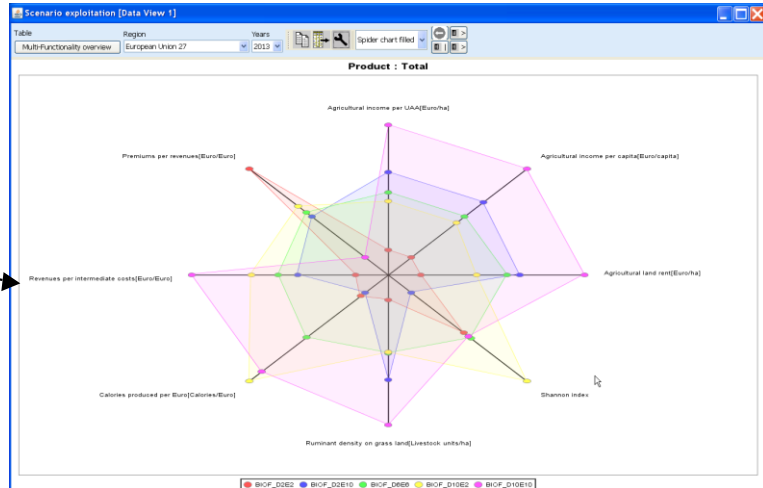 Scenario exploitation [Data View 1]
Table Region Years
Multi-Functionality overview European Union 27 2013 Spider chart filled
Product : Total
Agricultural income per UAA[Euro/ha]
Premiums per revenues[Euro/Euro] Agricultural income per capita[Euro/capita]
Revenues per intermediate costs[Euro/Euro] Agricultural land rent[Euro/ha]
Calories produced per Euro[Calories/Euro] Shannon index
Ruminant density on grass land[Livestock units/ha]
BIOF_D2E2 BIOF_D2E10 BIOF_D6E6 BIOF_D10E2 BIOF_D10E10